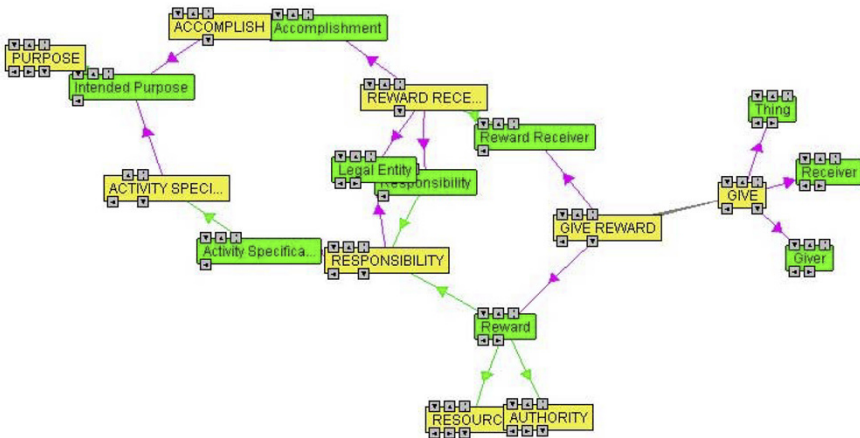 ACCOMPLISH
Accomplishment
PURPOSE
Intended Purpose
REWARD RECE...
Thing
Reward Receiver
Legal Entity
Responsibility
Receiver
ACTIVITY SPECI...
GIVE
GIVE REWARD
Activity Specifica...
RESPONSIBILITY
Giver
Reward
RESOURC
AUTHORITY